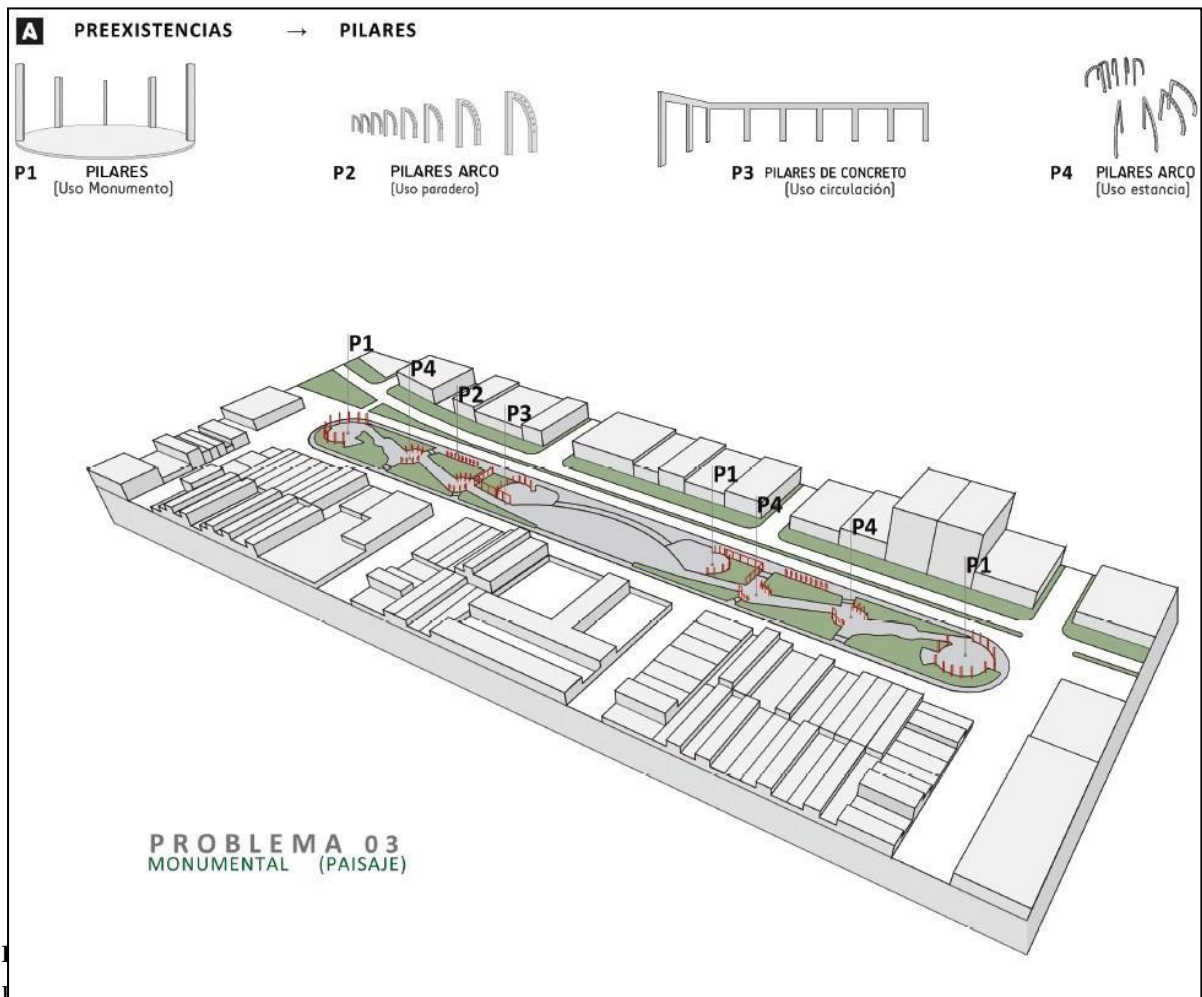 A PREEXISTENCIAS → PILARES
P1 PILARES
(Uso Monumento)
P2 PILARES ARCO
(Uso paradero)
P3 PILARES DE CONCRETO
(Uso circulación)
P4 PILARES ARCO
(Uso estancia)
P1
P4
P2
P3
P1
P4
P4
P1
PROBLEMA 03
MONUMENTAL (PAISAJE)